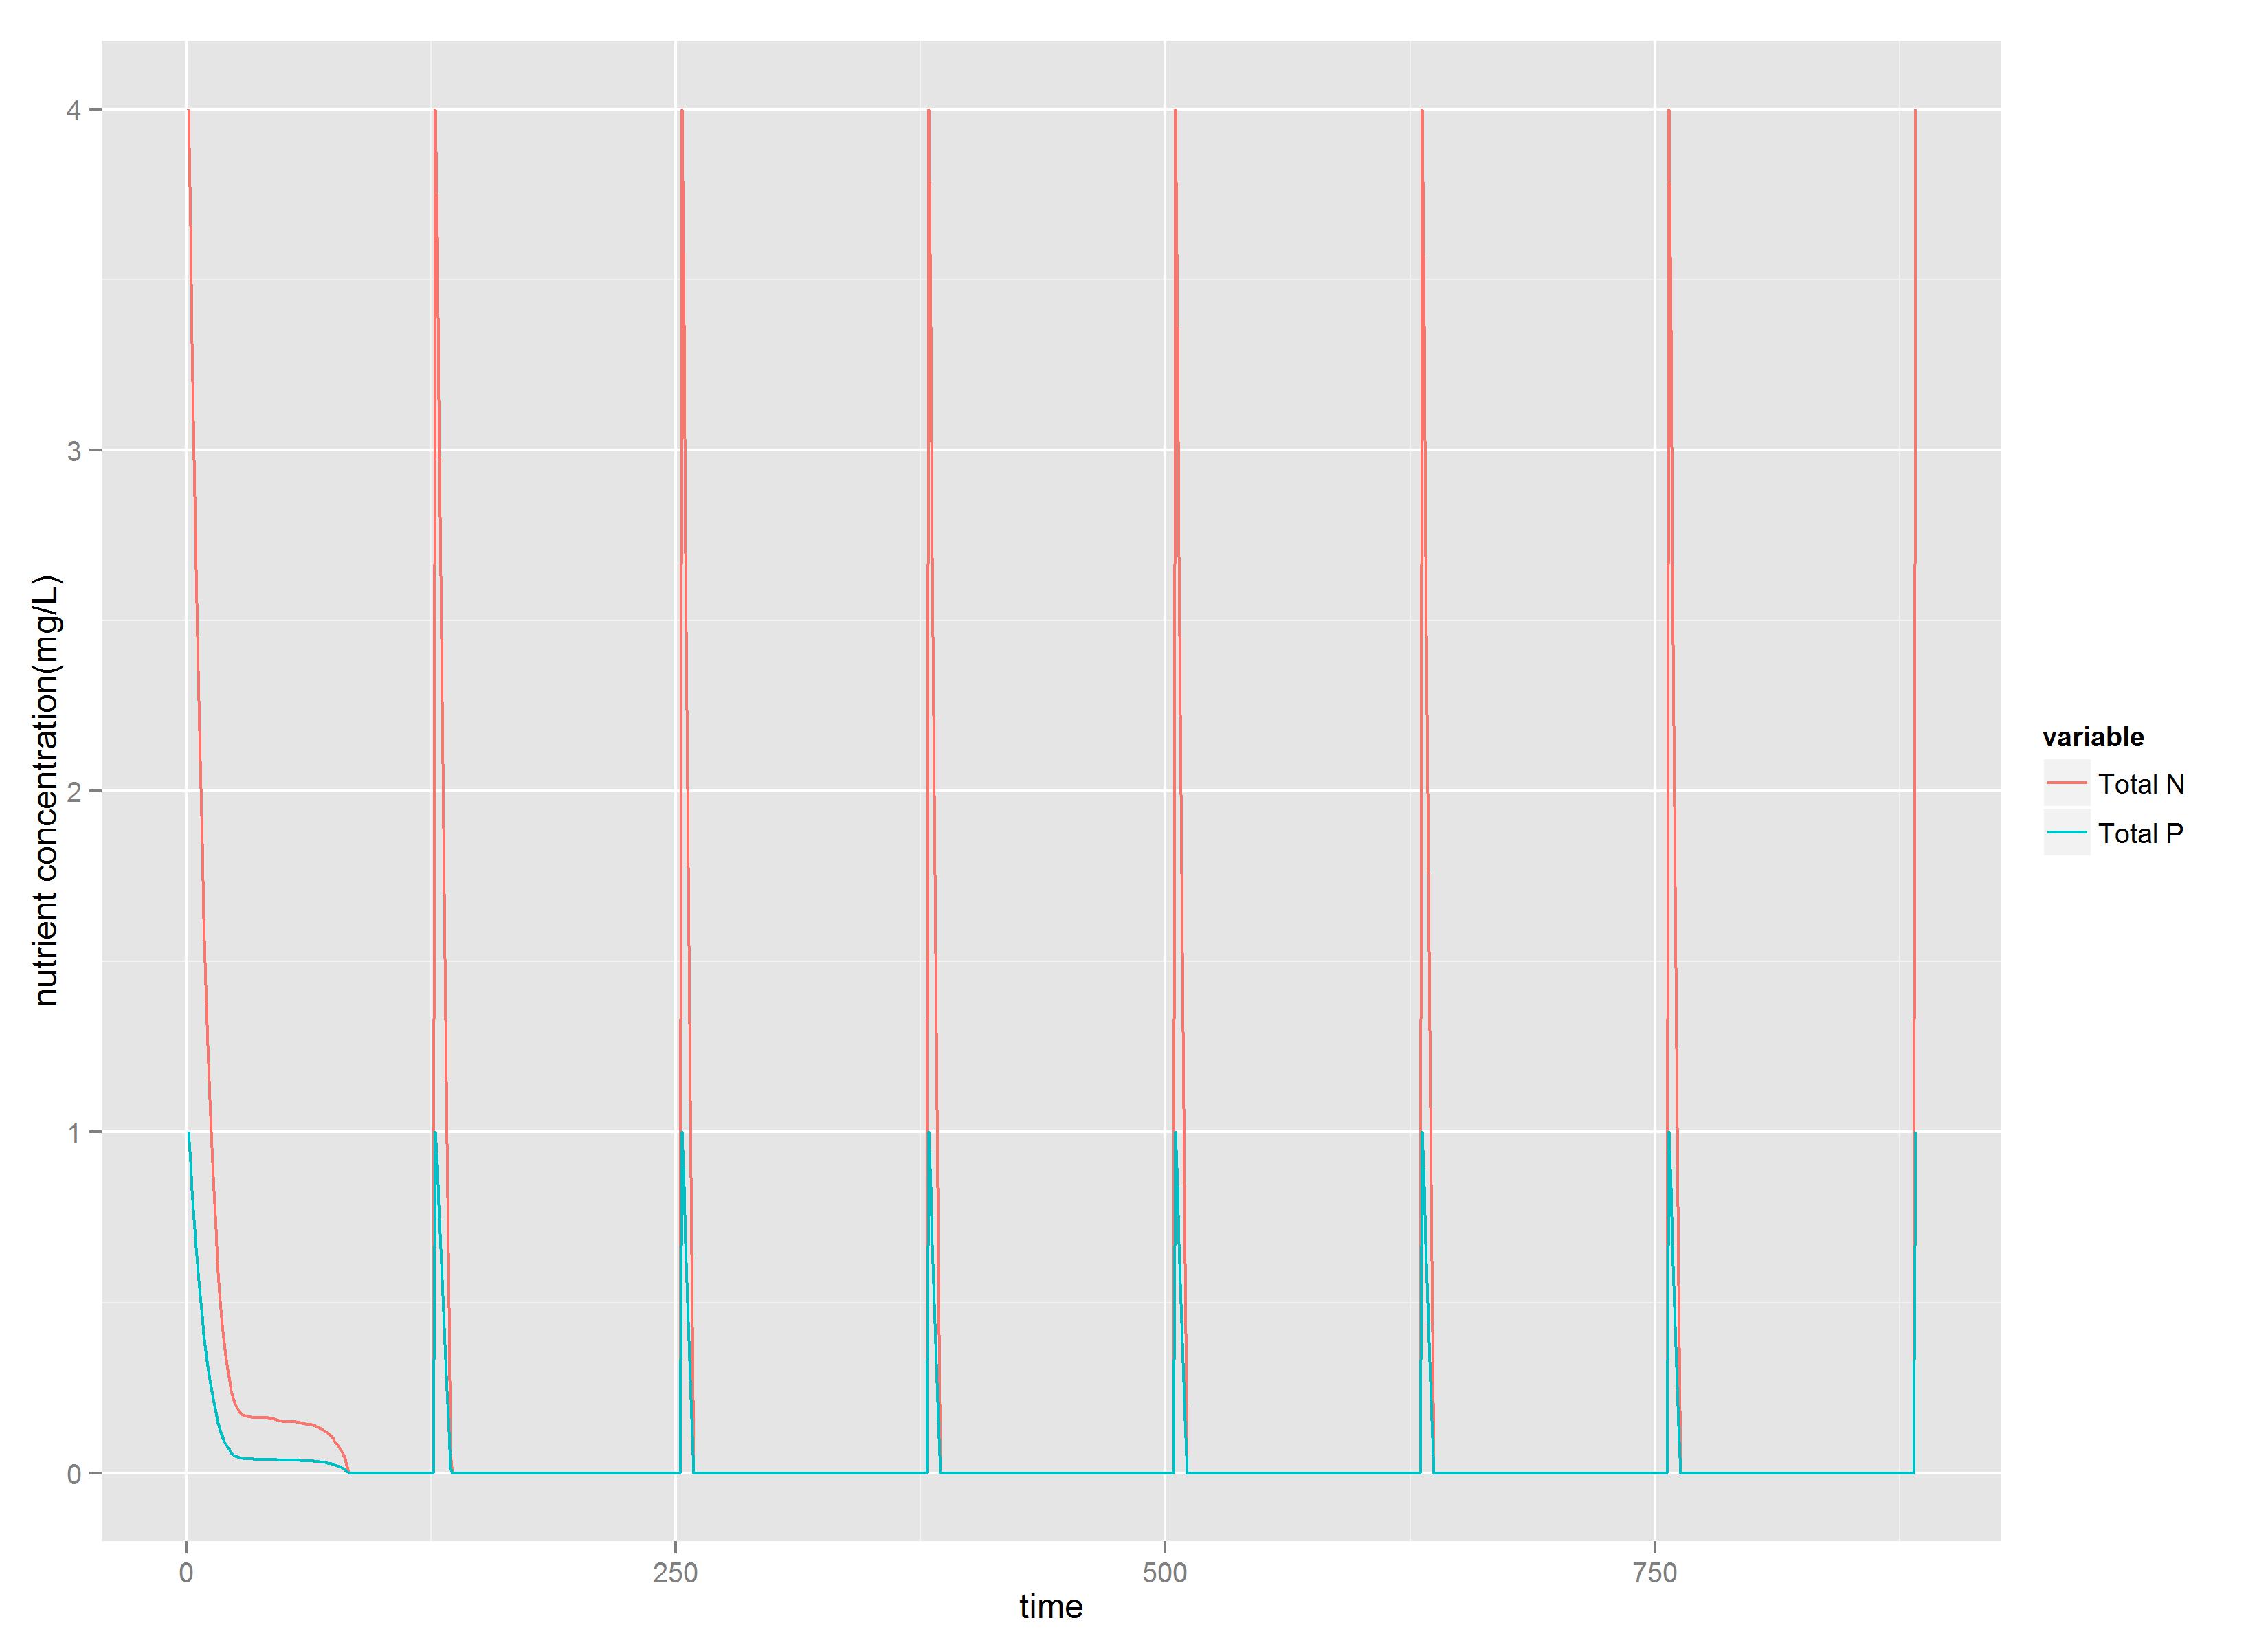 4
3
2
1
0
nutrient concentration(mg/L)
0 250 500 750
time
variable
Total N
Total P